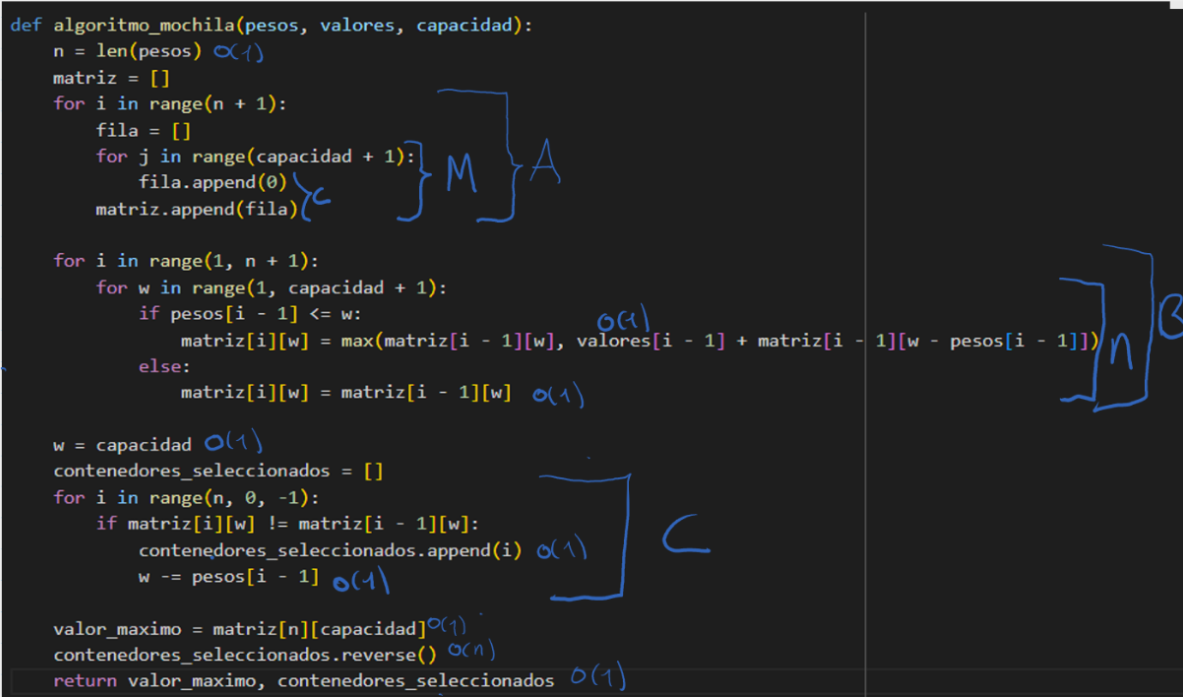 def algoritmo_mochila(pesos, valores, capacidad):
    n = len(pesos) O(1)
    matriz = []
    for i in range(n + 1):
        fila = []
        for j in range(capacidad + 1):
            fila.append(0)
        matriz.append(fila)
C
M
A
    for i in range(1, n + 1):
        for w in range(1, capacidad + 1):
            if pesos[i - 1] <= w:
O(1)
                matriz[i][w] = max(matriz[i - 1][w], valores[i - 1] + matriz[i - 1][w - pesos[i - 1]])
            else:
                matriz[i][w] = matriz[i - 1][w] O(1)
n
B
    w = capacidad O(1)
    contenedores_seleccionados = []
    for i in range(n, 0, -1):
        if matriz[i][w] != matriz[i - 1][w]:
            contenedores_seleccionados.append(i) O(1)
            w -= pesos[i - 1] O(1)
C
    valor_maximo = matriz[n][capacidad] O(1)
    contenedores_seleccionados.reverse() O(n)
    return valor_maximo, contenedores_seleccionados O(1)